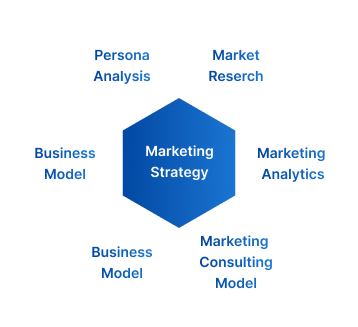 Persona
Analysis
Market
Reserch
Business
Model
Marketing
Strategy
Marketing
Analytics
Business
Model
Marketing
Consulting
Model